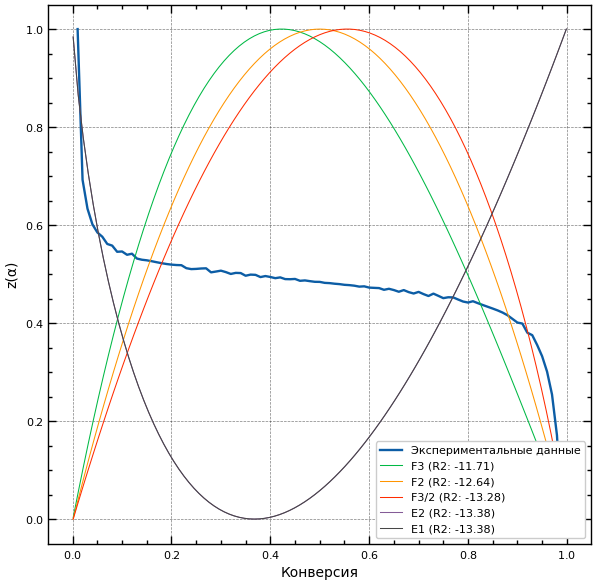 1.0
0.8
0.6
0.4
0.2
0.0
z(α)
0.0 0.2 0.4 0.6 0.8 1.0
Конверсия
Экспериментальные данные
F3 (R2: -11.71)
F2 (R2: -12.64)
F3/2 (R2: -13.28)
E2 (R2: -13.38)
E1 (R2: -13.38)